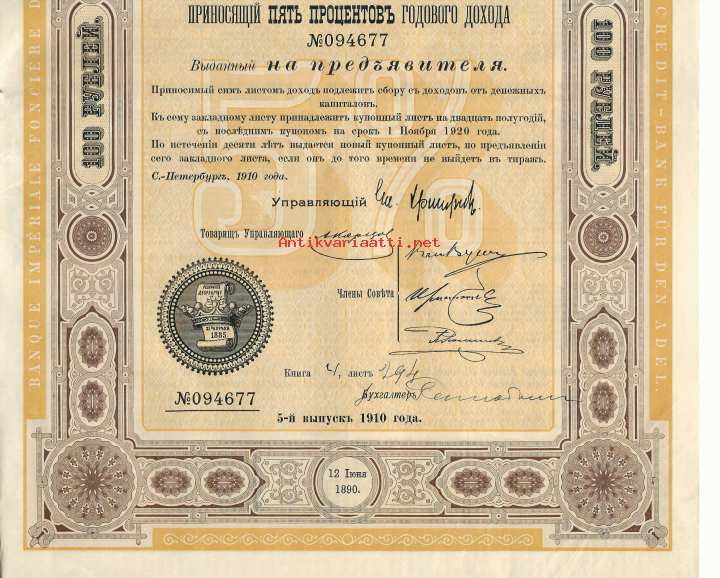 ПРИНОСЯЩІЙ ПЯТЬ ПРОЦЕНТОВЪ ГОДОВОГО ДОХОДА
№094677
Выданный на предъявителя.
Приносимый симъ листомъ доходъ подлежитъ сбору съ доходовъ отъ денежныхъ
капиталовъ.
Къ сему закладному листу принадлежитъ купонный листъ на двадцать полугодій,
съ послѣднимъ купономъ на срокъ 1 Ноября 1920 года.
По истеченіи десяти лѣтъ выдается новый купонный листъ, по предъявленіи
сего закладного листа, если онъ до того времени не выйдетъ въ тиражъ.
С.-Петербургъ, 1910 года.
Управляющій
Товарищъ Управляющаго
Antikvariaatti.net
Члены Совѣта
1885
Книга 4, листъ 194
Бухгалтеръ
№094677
5-й выпускъ 1910 года.
12 Іюня
1890.
100 РУБЛЕЙ.
100 РУБЛЕЙ.
BANQUE IMPÉRIALE FONCIÈRE D
CREDIT-BANK FÜR DEN ADEL.
5%